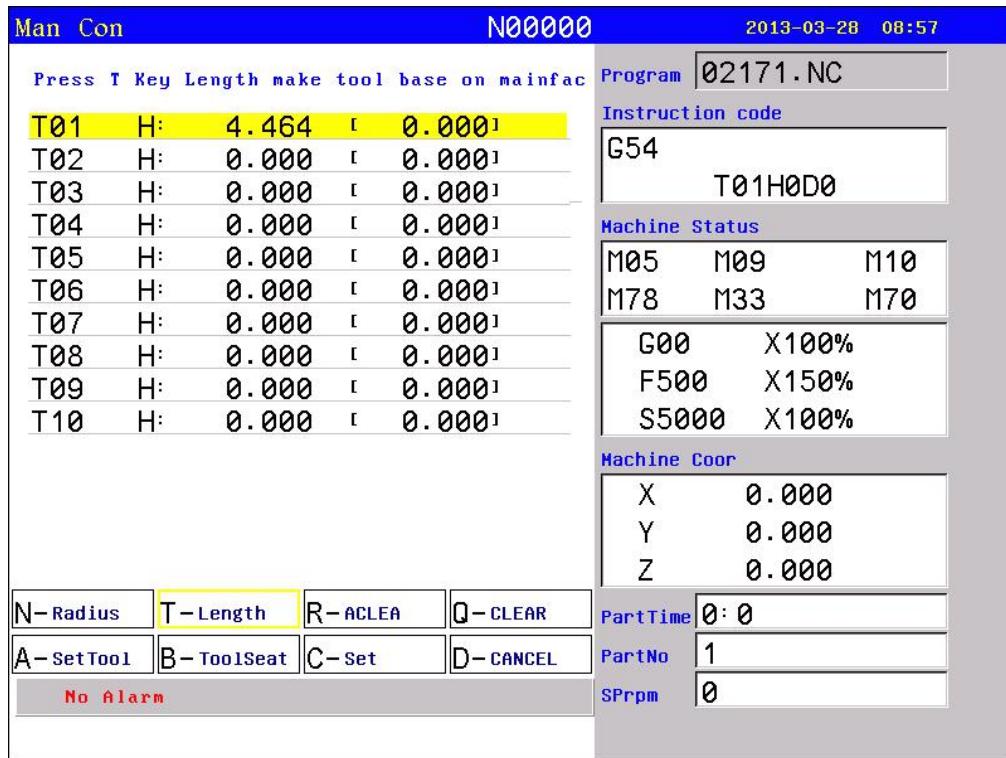 Man Con N00000 2013-03-28 08:57
Press T Key Length make tool base on mainfac
T01 H: 4.464 [ 0.000]
T02 H: 0.000 [ 0.000]
T03 H: 0.000 [ 0.000]
T04 H: 0.000 [ 0.000]
T05 H: 0.000 [ 0.000]
T06 H: 0.000 [ 0.000]
T07 H: 0.000 [ 0.000]
T08 H: 0.000 [ 0.000]
T09 H: 0.000 [ 0.000]
T10 H: 0.000 [ 0.000]
N-Radius T-Length R-ACLEA Q-CLEAR
A-SetTool B-ToolSeat C-Set D-CANCEL
No Alarm
Program 02171.NC
Instruction code
G54
T01H0D0
Machine Status
M05 M09 M10
M78 M33 M70
G00 X100%
F500 X150%
S5000 X100%
Machine Coor
X 0.000
Y 0.000
Z 0.000
PartTime 0:0
PartNo 1
SPrpm 0